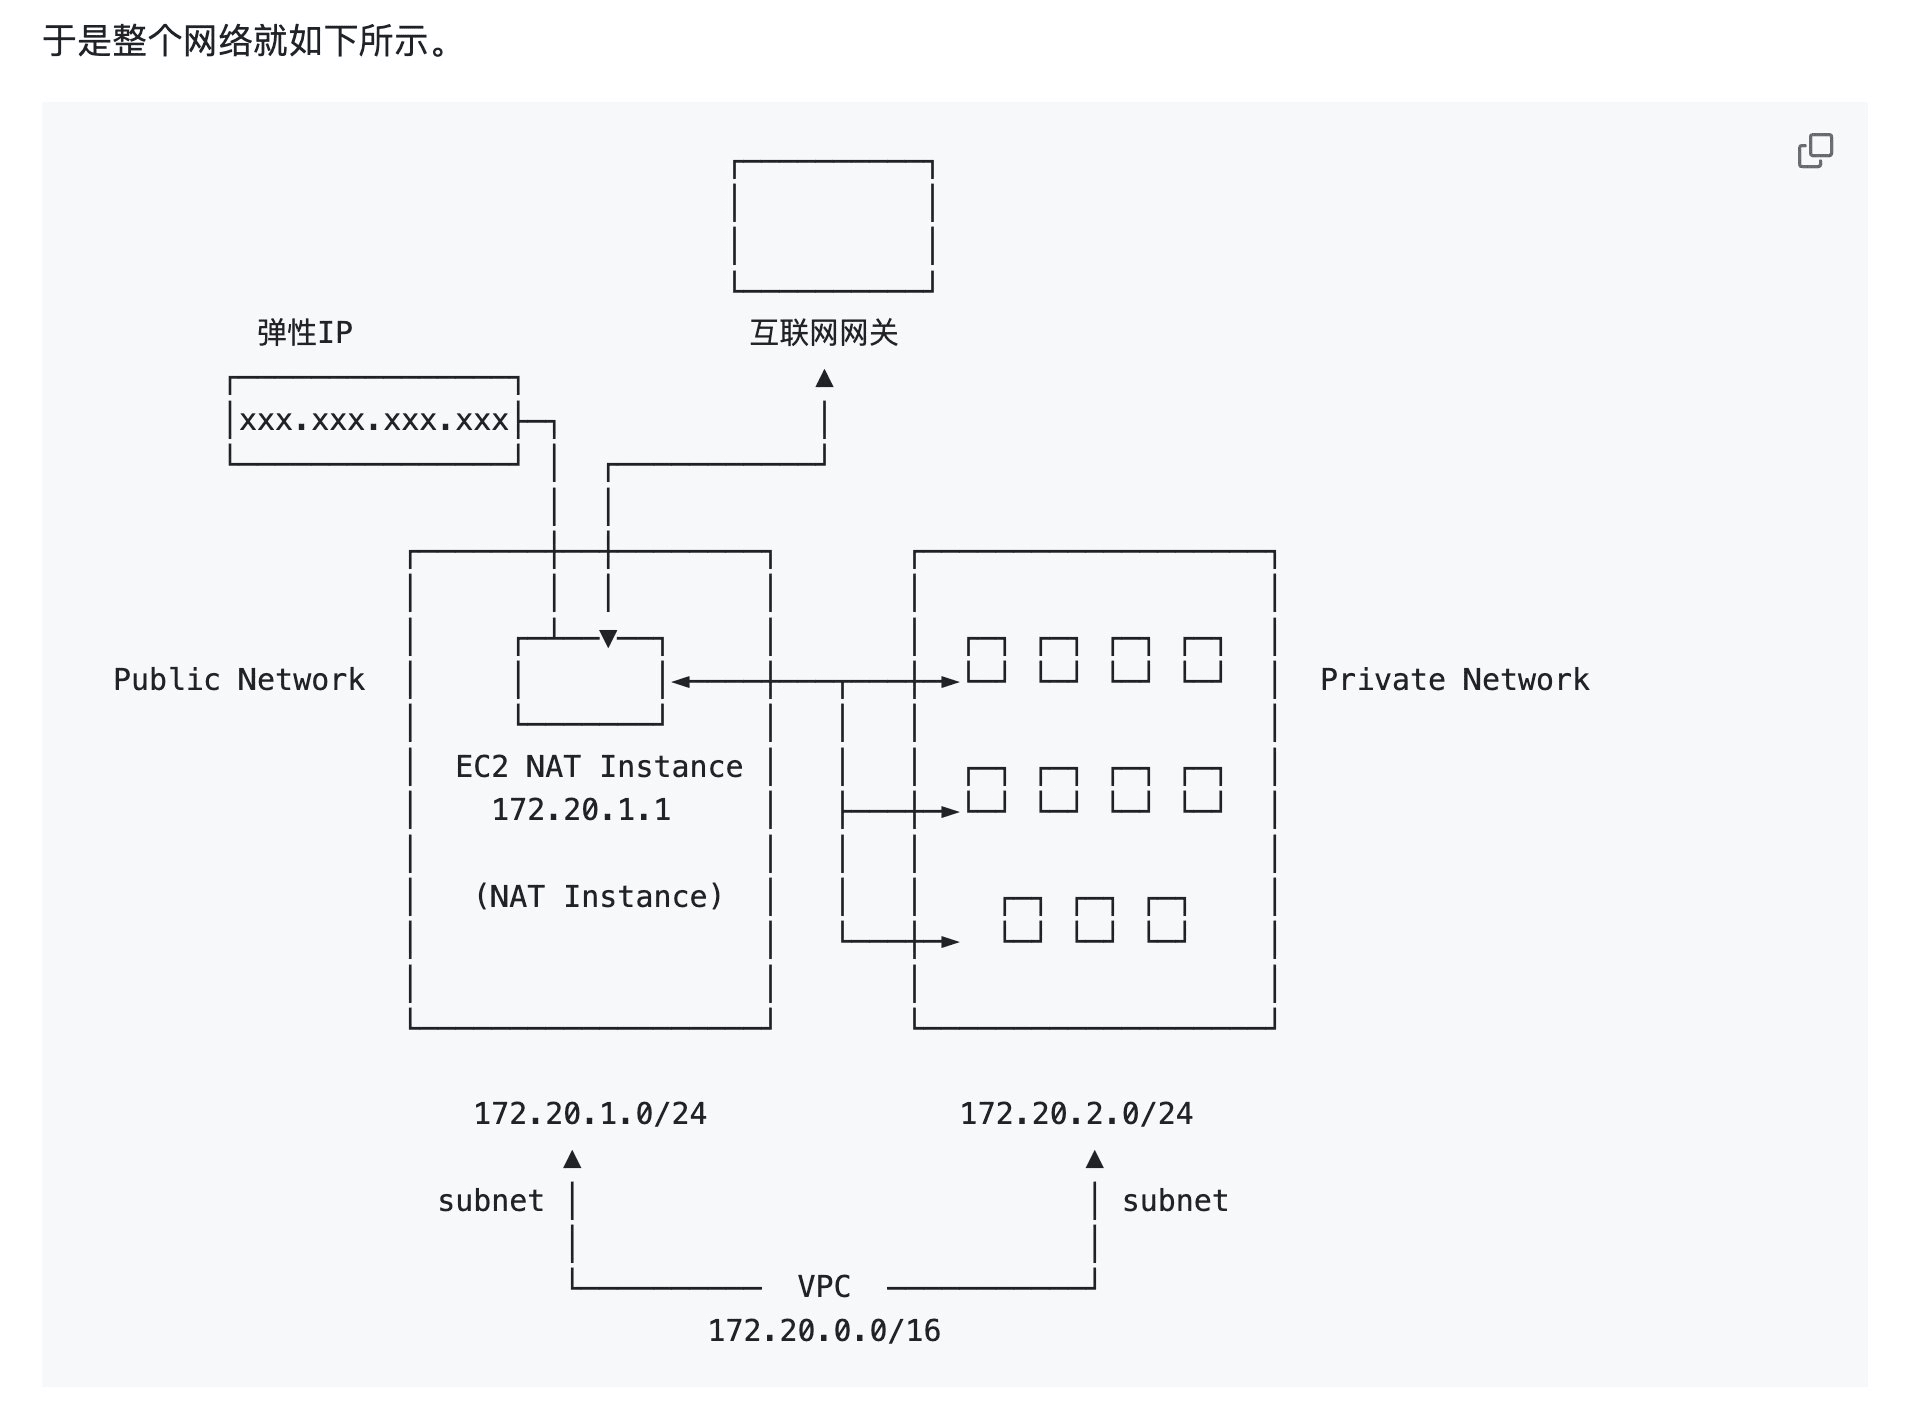 于是整个网络就如下所示。
弹性IP
互联网网关
xxx.xxx.xxx.xxx
Public Network
Private Network
EC2 NAT Instance
172.20.1.1
(NAT Instance)
172.20.1.0/24
172.20.2.0/24
subnet
subnet
VPC
172.20.0.0/16